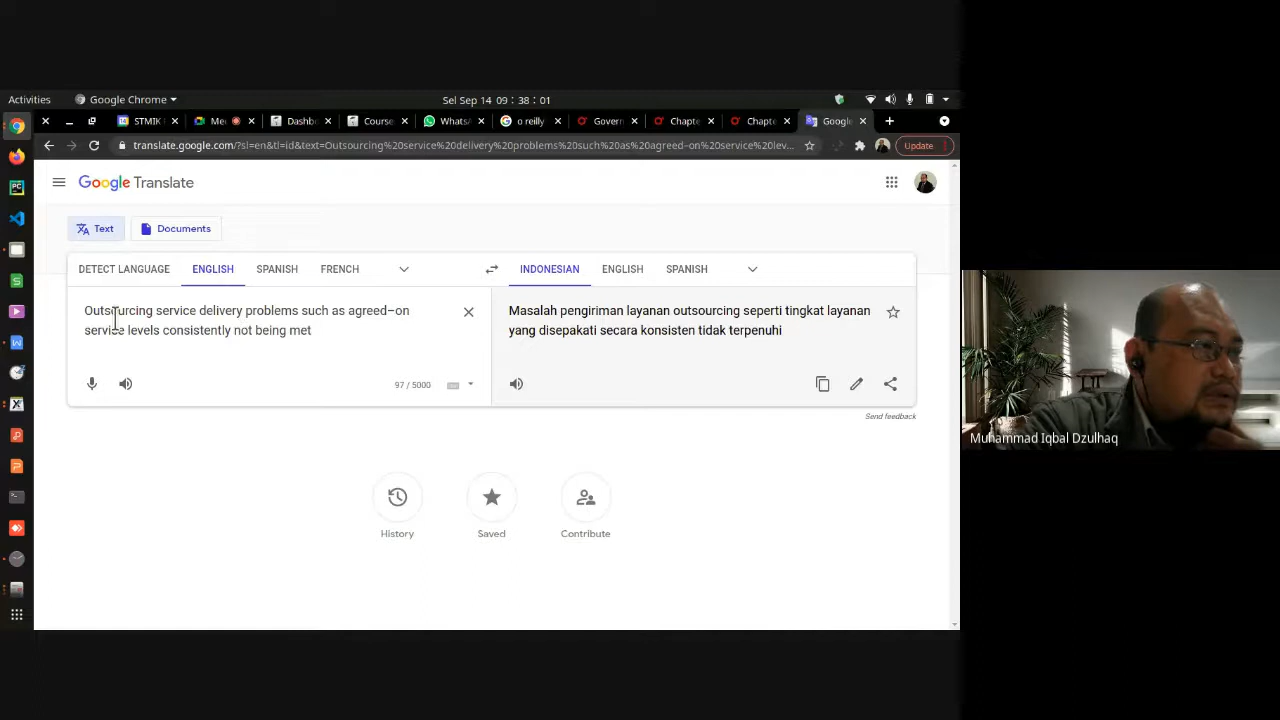 Activities
Google Chrome
Sel Sep 14 09:38:01
STMIK
Me
Dashb
Course
WhatsA
o reilly
Govern
Chapte
Chapte
Google
translate.google.com/?sl=en&tl=id&text=Outsourcing%20service%20delivery%20problems%20such%20as%20agreed–on%20service%20lev...
Update
Google Translate
Text
Documents
DETECT LANGUAGE
ENGLISH
SPANISH
FRENCH
INDONESIAN
ENGLISH
SPANISH
Outsourcing service delivery problems such as agreed–on
service levels consistently not being met
97 / 5000
Masalah pengiriman layanan outsourcing seperti tingkat layanan
yang disepakati secara konsisten tidak terpenuhi
Send feedback
History
Saved
Contribute
Muhammad Iqbal Dzulhaq